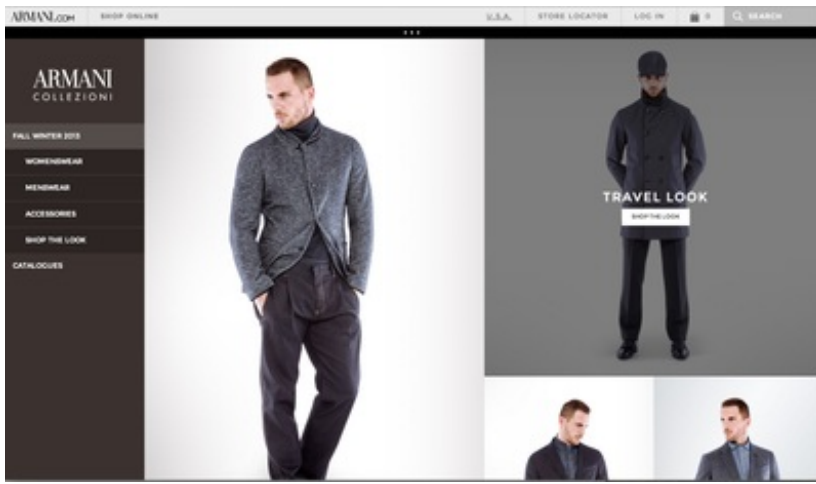 ARMANI.COM
SHOP ONLINE
U.S.A.
STORE LOCATOR
LOG IN
0
SEARCH
ARMANI
COLLEZIONI
FALL WINTER 2013
WOMENSWEAR
MENSWEAR
ACCESSORIES
SHOP THE LOOK
CATALOGUES
TRAVEL LOOK
SHOP THE LOOK